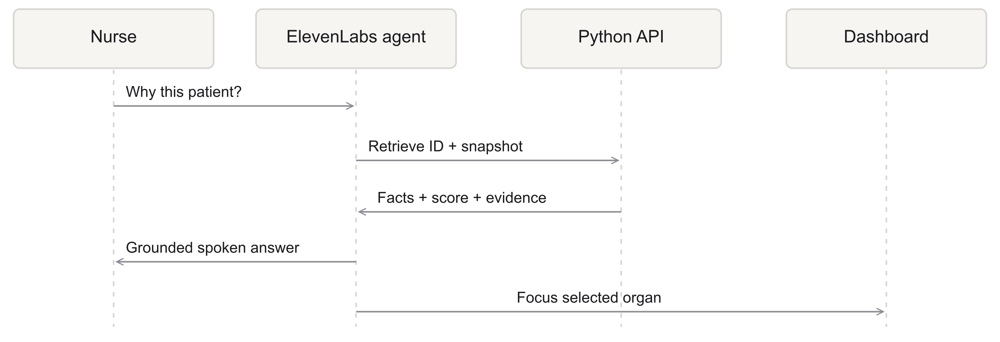 Nurse
ElevenLabs agent
Python API
Dashboard
Why this patient?
Retrieve ID + snapshot
Facts + score + evidence
Grounded spoken answer
Focus selected organ